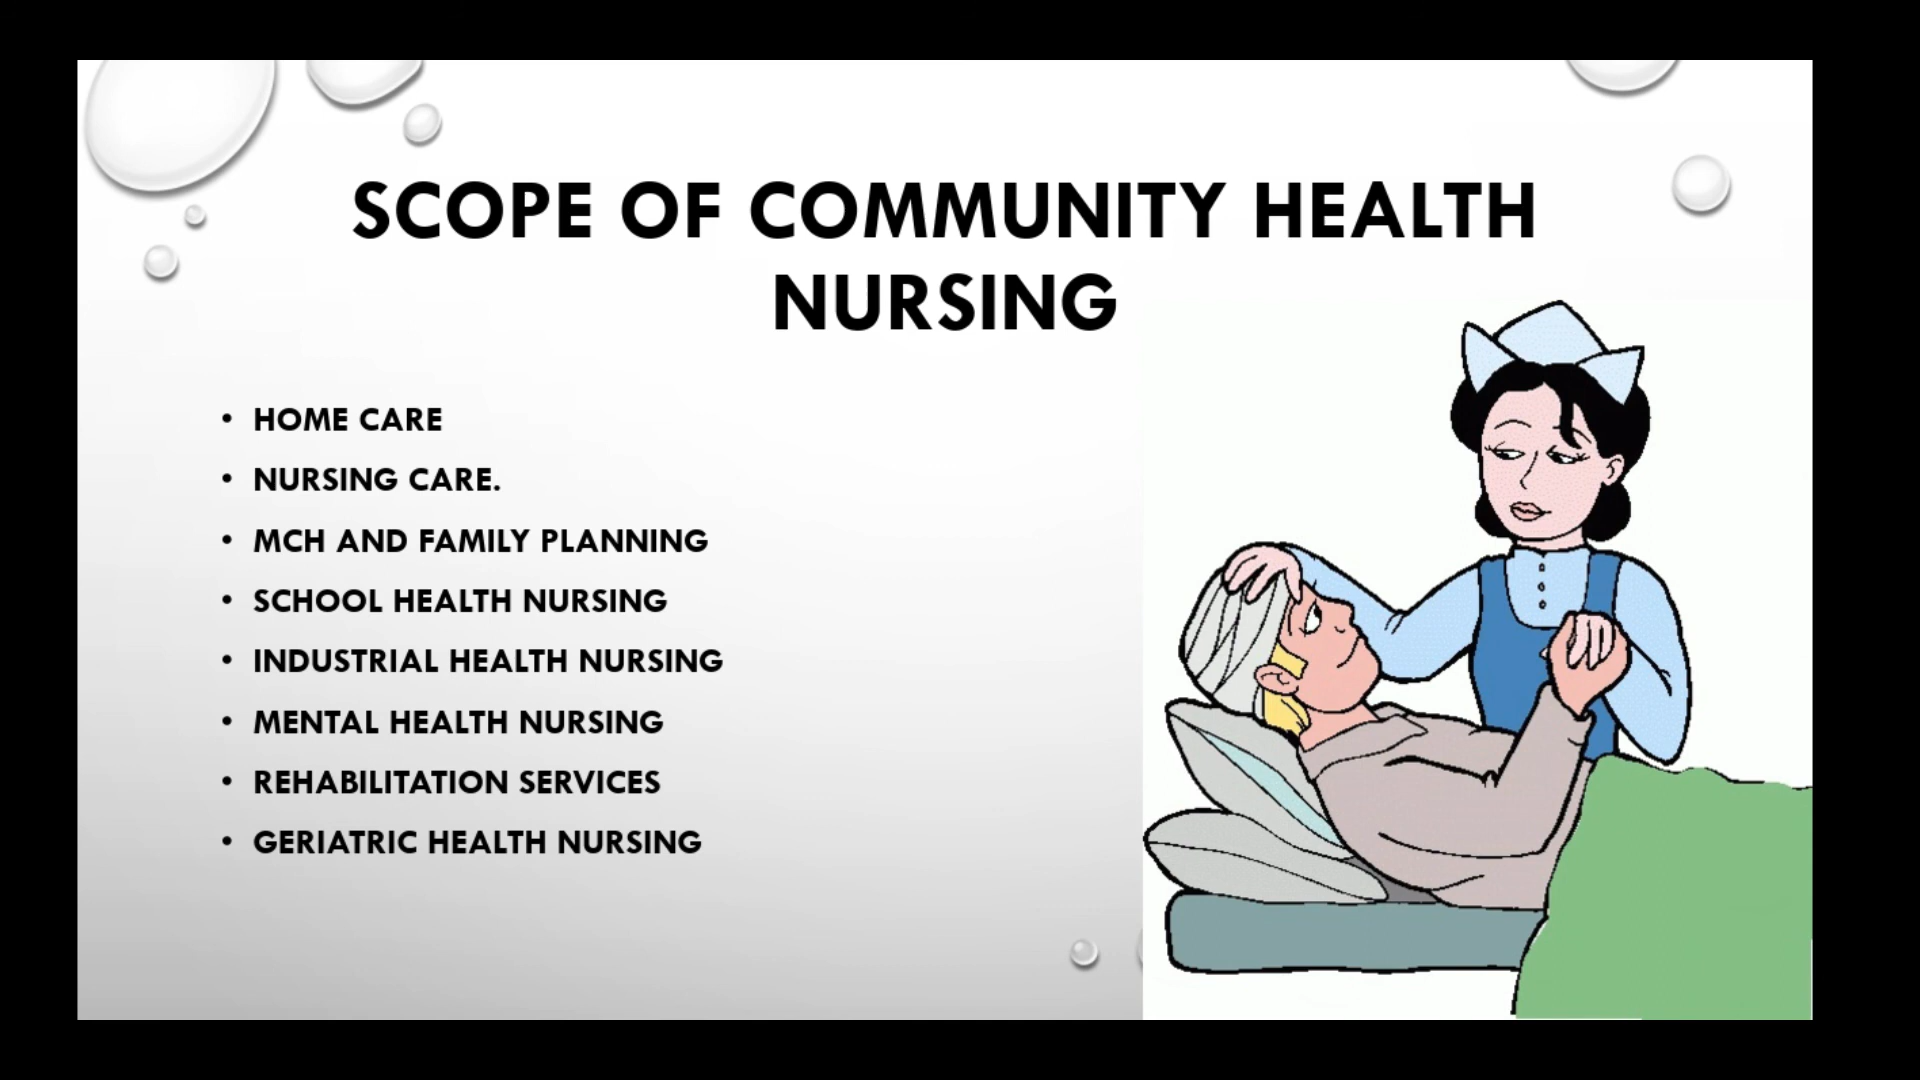 SCOPE OF COMMUNITY HEALTH
NURSING
• HOME CARE
• NURSING CARE.
• MCH AND FAMILY PLANNING
• SCHOOL HEALTH NURSING
• INDUSTRIAL HEALTH NURSING
• MENTAL HEALTH NURSING
• REHABILITATION SERVICES
• GERIATRIC HEALTH NURSING